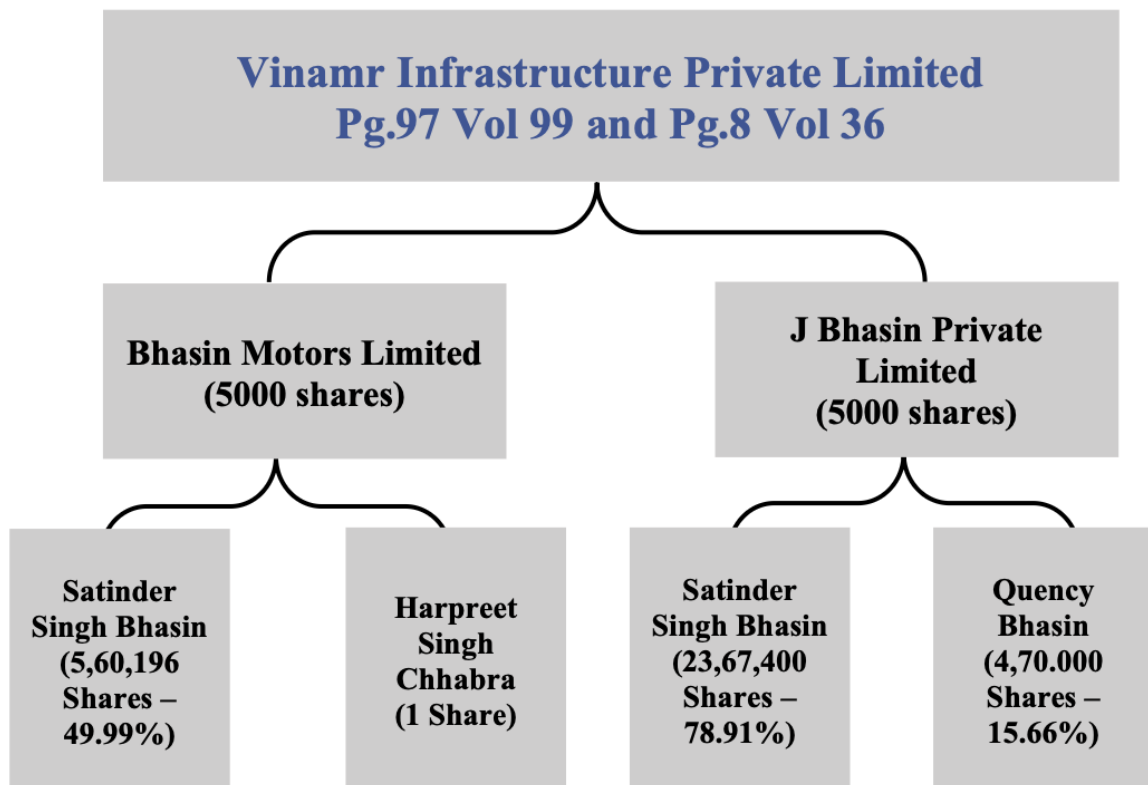 Vinamr Infrastructure Private Limited
Pg.97 Vol 99 and Pg.8 Vol 36
Bhasin Motors Limited
(5000 shares)
J Bhasin Private
Limited
(5000 shares)
Satinder
Singh Bhasin
(5,60,196
Shares –
49.99%)
Harpreet
Singh
Chhabra
(1 Share)
Satinder
Singh Bhasin
(23,67,400
Shares –
78.91%)
Quency
Bhasin
(4,70.000
Shares –
15.66%)